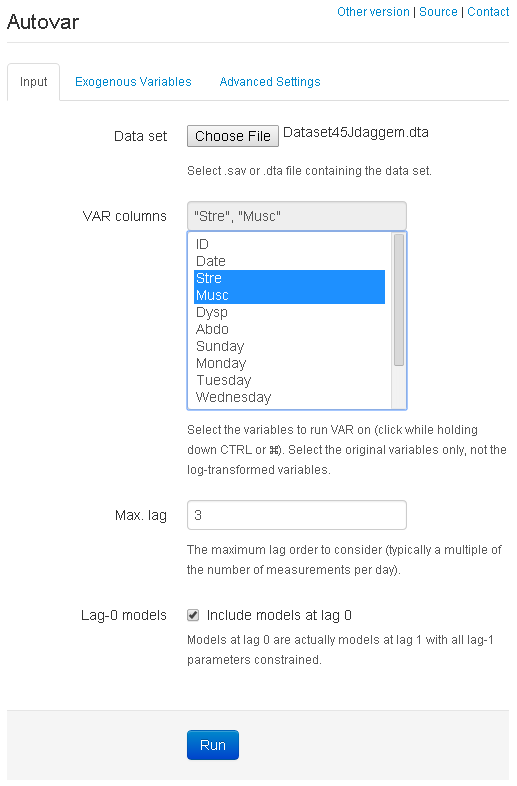 Autovar
Other version | Source | Contact
Input Exogenous Variables Advanced Settings
Data set Choose File Dataset45Jdaggem.dta
Select .sav or .dta file containing the data set.
VAR columns "Stre", "Musc"
ID
Date
Stre
Musc
Dysp
Abdo
Sunday
Monday
Tuesday
Wednesday
Select the variables to run VAR on (click while holding
down CTRL or ⌘). Select the original variables only, not the
log-transformed variables.
Max. lag 3
The maximum lag order to consider (typically a multiple of
the number of measurements per day).
Lag-0 models Include models at lag 0
Models at lag 0 are actually models at lag 1 with all lag-1
parameters constrained.
Run